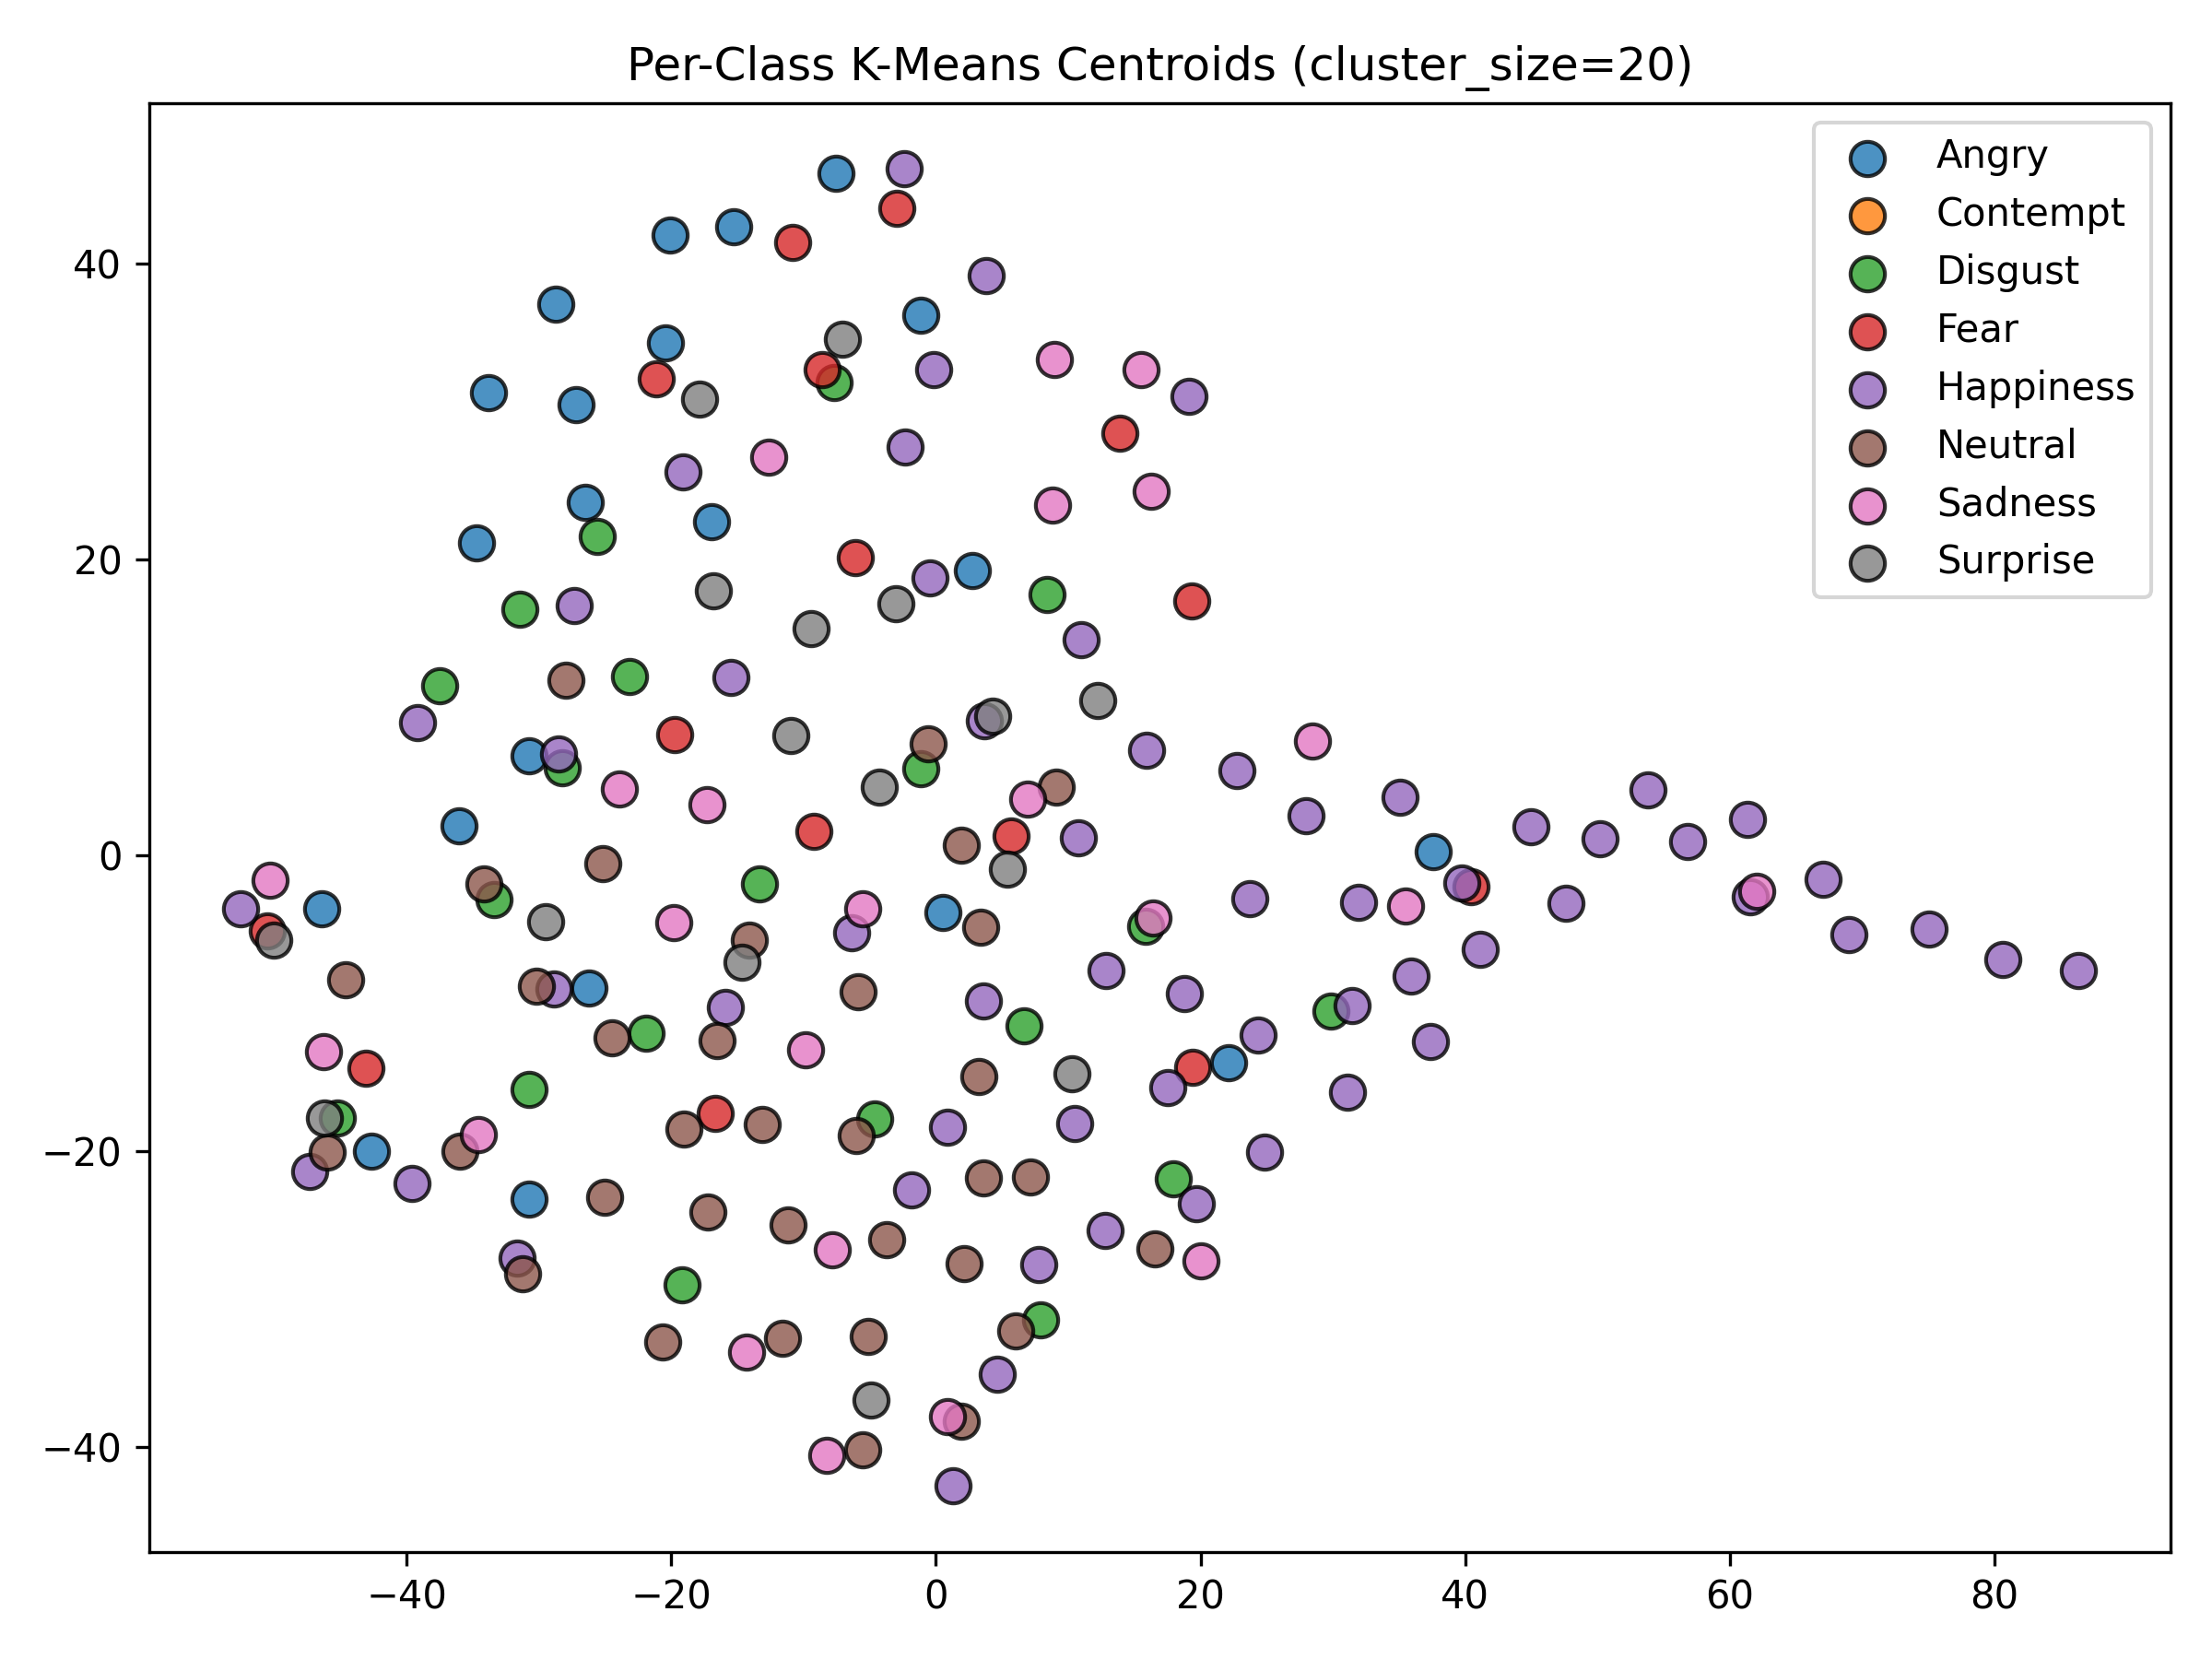 Per-Class K-Means Centroids (cluster_size=20)
Angry
Contempt
Disgust
Fear
Happiness
Neutral
Sadness
Surprise
40
20
0
−20
−40
−40 −20 0 20 40 60 80